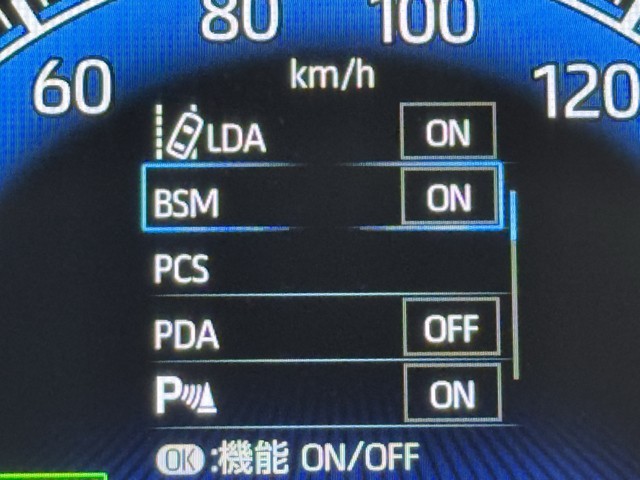 80 100
60 120
km/h
LDA ON
BSM ON
PCS
PDA OFF
P ON
OK :機能 ON/OFF